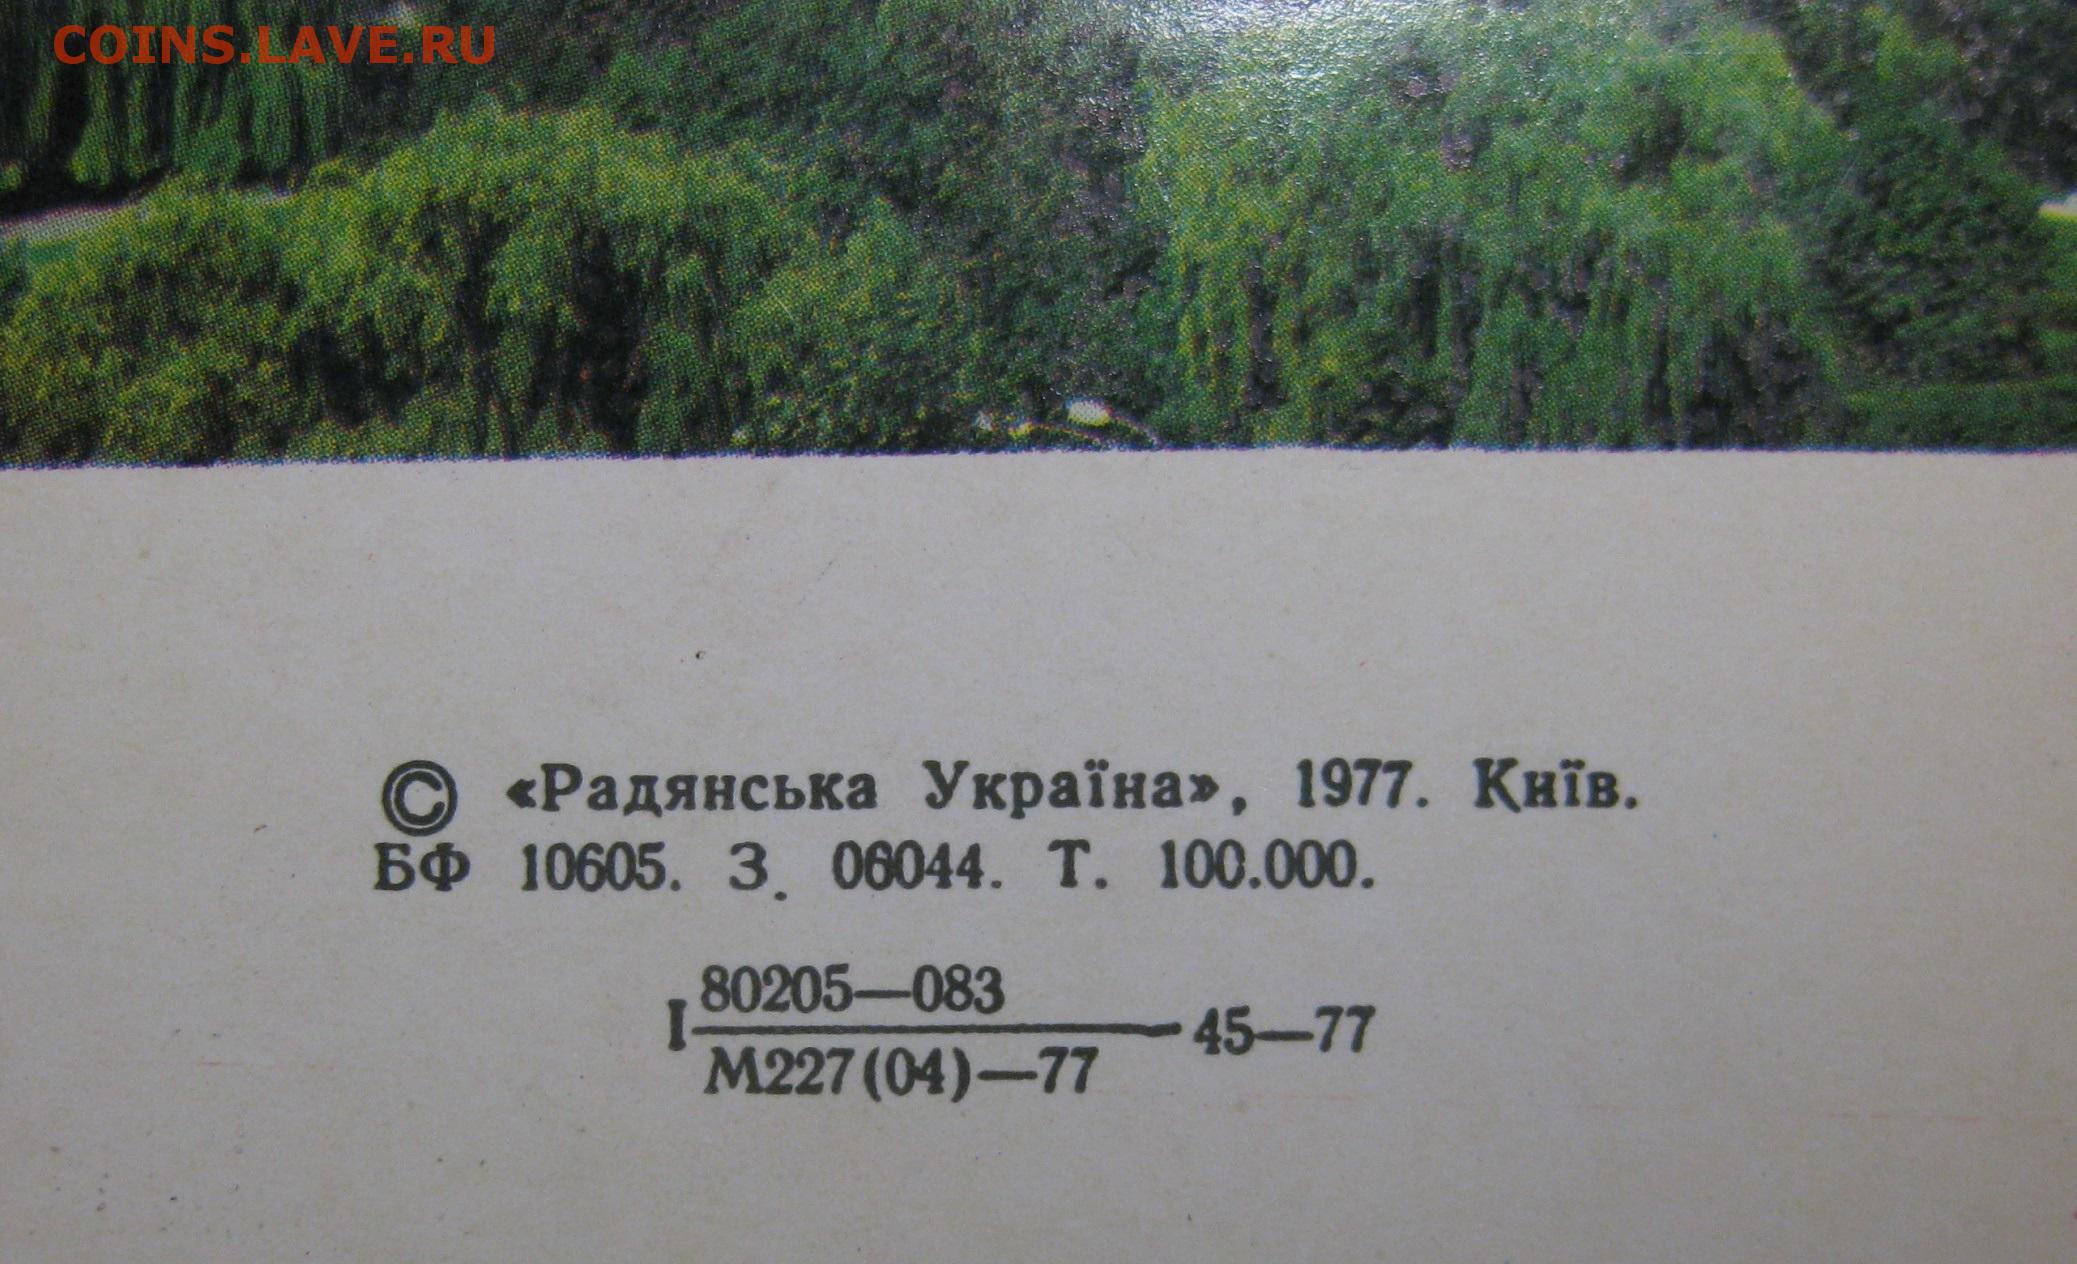 COINS.LAVE.RU
© «Радянська Україна», 1977. Київ.
БФ 10605. З. 06044. Т. 100.000.
I 80205—083
М227(04)—77 45—77